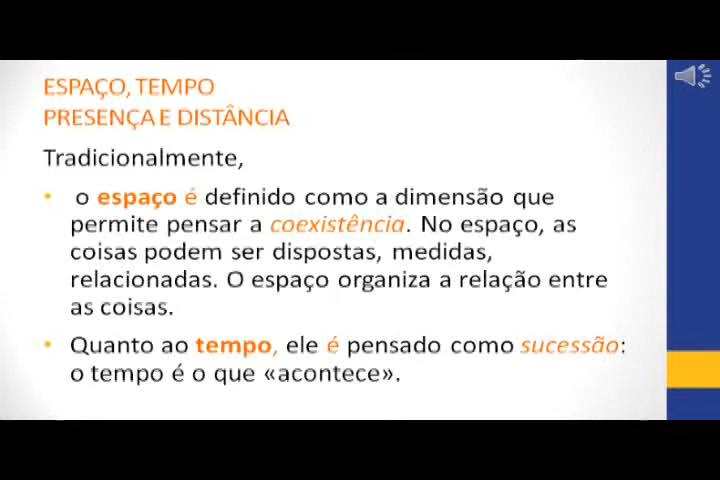 ESPAÇO, TEMPO
PRESENÇA E DISTÂNCIA
Tradicionalmente,
• o espaço é definido como a dimensão que
permite pensar a coexistência. No espaço, as
coisas podem ser dispostas, medidas,
relacionadas. O espaço organiza a relação entre
as coisas.
• Quanto ao tempo, ele é pensado como sucessão:
o tempo é o que «acontece».